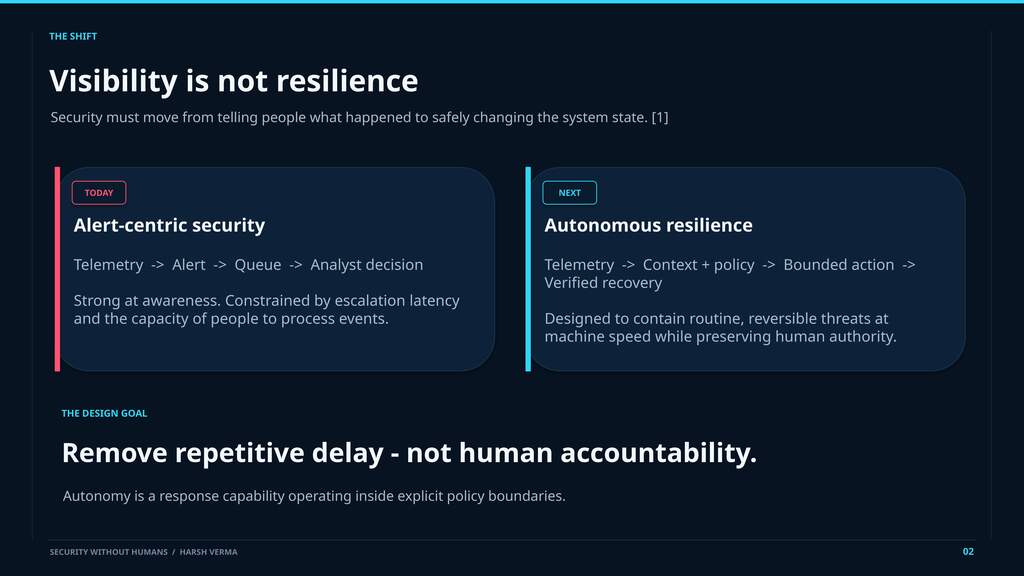 THE SHIFT
Visibility is not resilience
Security must move from telling people what happened to safely changing the system state. [1]
TODAY
Alert-centric security
Telemetry -> Alert -> Queue -> Analyst decision
Strong at awareness. Constrained by escalation latency
and the capacity of people to process events.
NEXT
Autonomous resilience
Telemetry -> Context + policy -> Bounded action ->
Verified recovery
Designed to contain routine, reversible threats at
machine speed while preserving human authority.
THE DESIGN GOAL
Remove repetitive delay - not human accountability.
Autonomy is a response capability operating inside explicit policy boundaries.
SECURITY WITHOUT HUMANS / HARSH VERMA
02